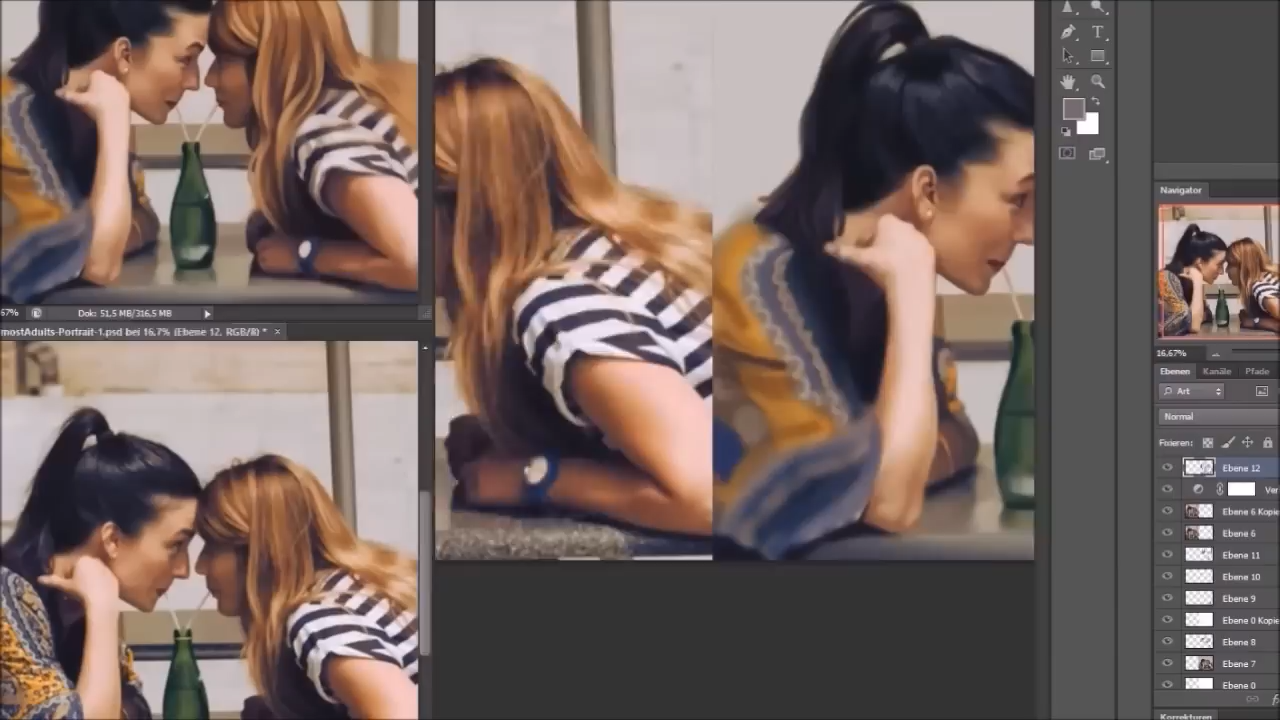 Navigator
67%
Dok: 51,5 MB/316,5 MB
mostAdults-Portrait-1.psd bei 16,7% (Ebene 12, RGB/8) *
16,67%
Ebenen Kanäle Pfade
Art
Normal
Fixieren:
Ebene 12
Ver
Ebene 6 Kopie
Ebene 6
Ebene 11
Ebene 10
Ebene 9
Ebene 0 Kopie
Ebene 8
Ebene 7
Ebene 0
Korrekturen